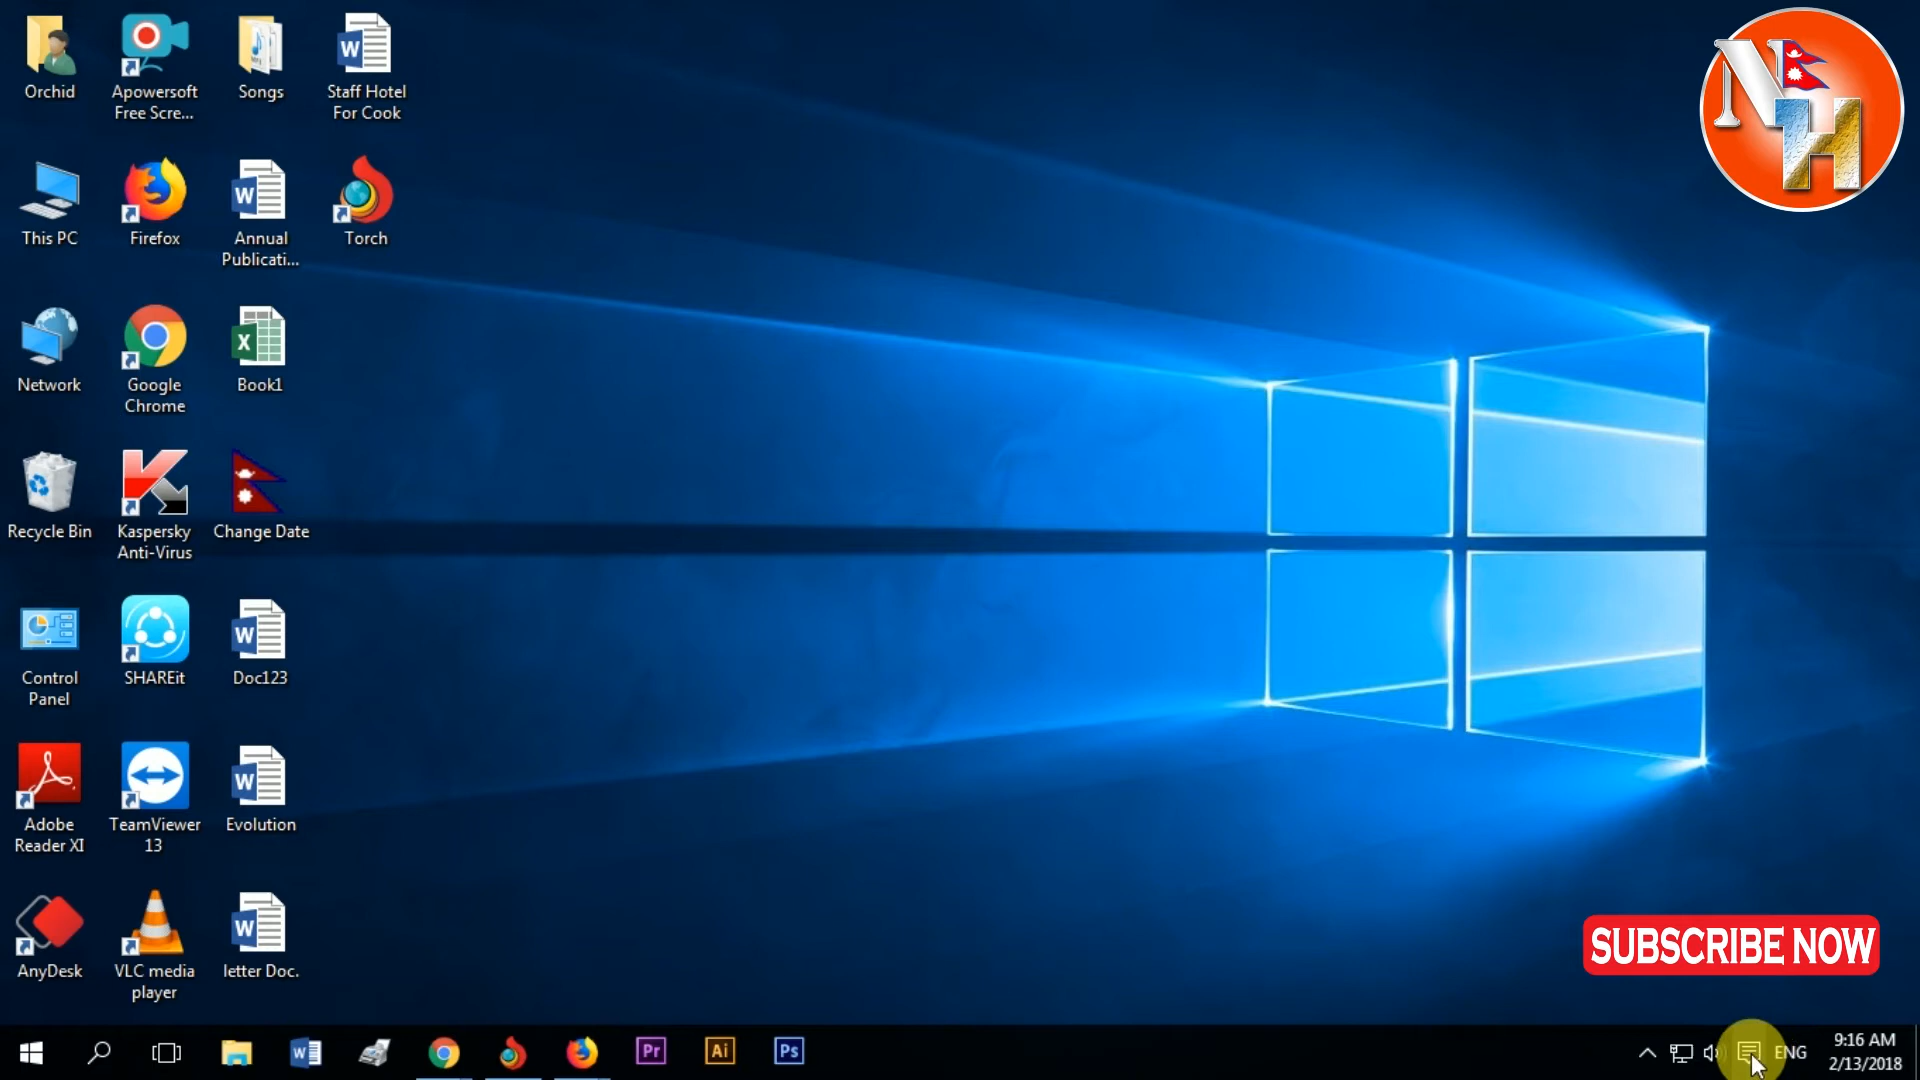 Orchid
Apowersoft
Free Scre...
Songs
Staff Hotel
For Cook
NH
This PC
Firefox
Annual
Publicati...
Torch
Network
Google
Chrome
Book1
Recycle Bin
Kaspersky
Anti-Virus
Change Date
Control
Panel
SHAREit
Doc123
Adobe
Reader XI
TeamViewer
13
Evolution
AnyDesk
VLC media
player
letter Doc.
SUBSCRIBE NOW
Pr
Ai
Ps
ENG
9:16 AM
2/13/2018